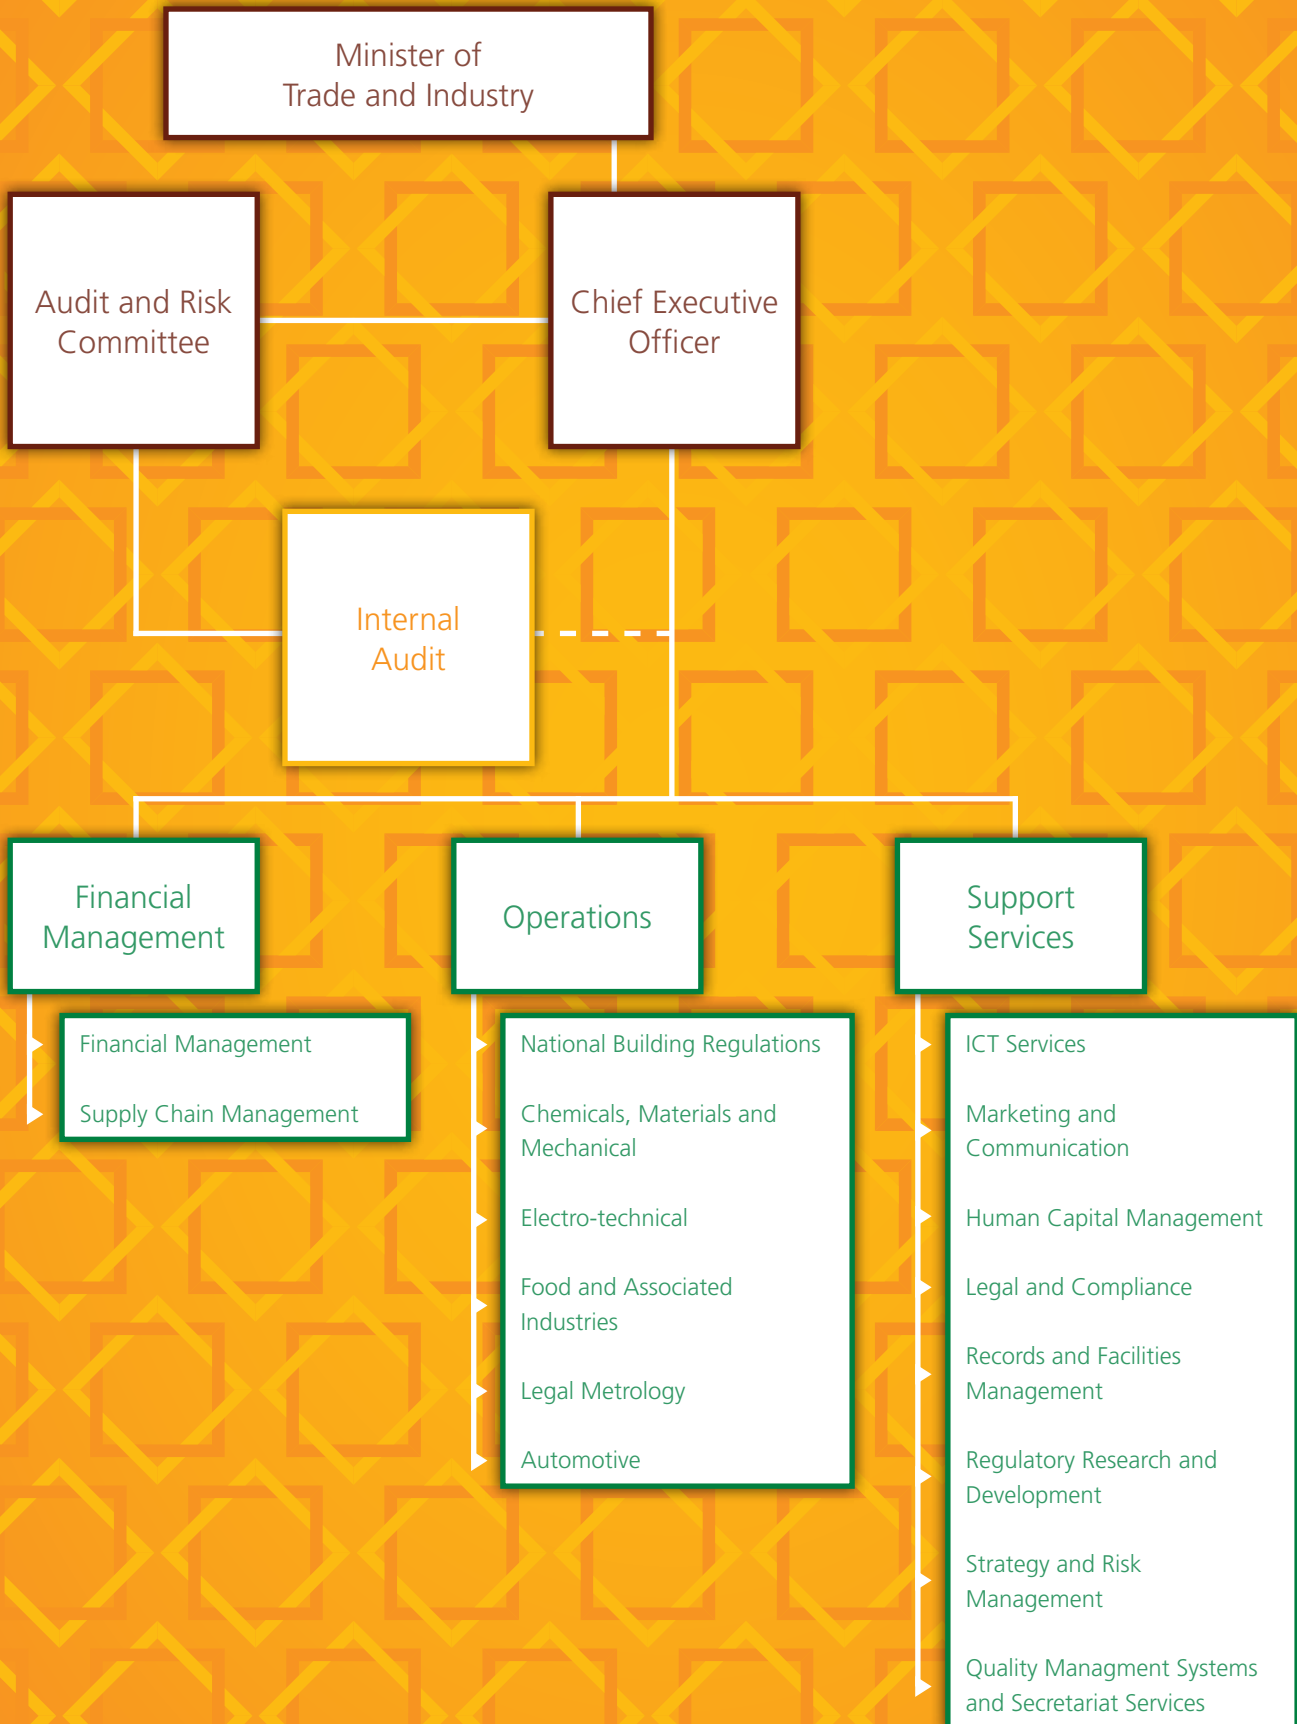 Minister of
Trade and Industry
Audit and Risk
Committee
Chief Executive
Officer
Internal
Audit
Financial
Management
Operations
Support
Services
Financial Management
Supply Chain Management
National Building Regulations
Chemicals, Materials and
Mechanical
Electro-technical
Food and Associated
Industries
Legal Metrology
Automotive
ICT Services
Marketing and
Communication
Human Capital Management
Legal and Compliance
Records and Facilities
Management
Regulatory Research and
Development
Strategy and Risk
Management
Quality Managment Systems
and Secretariat Services